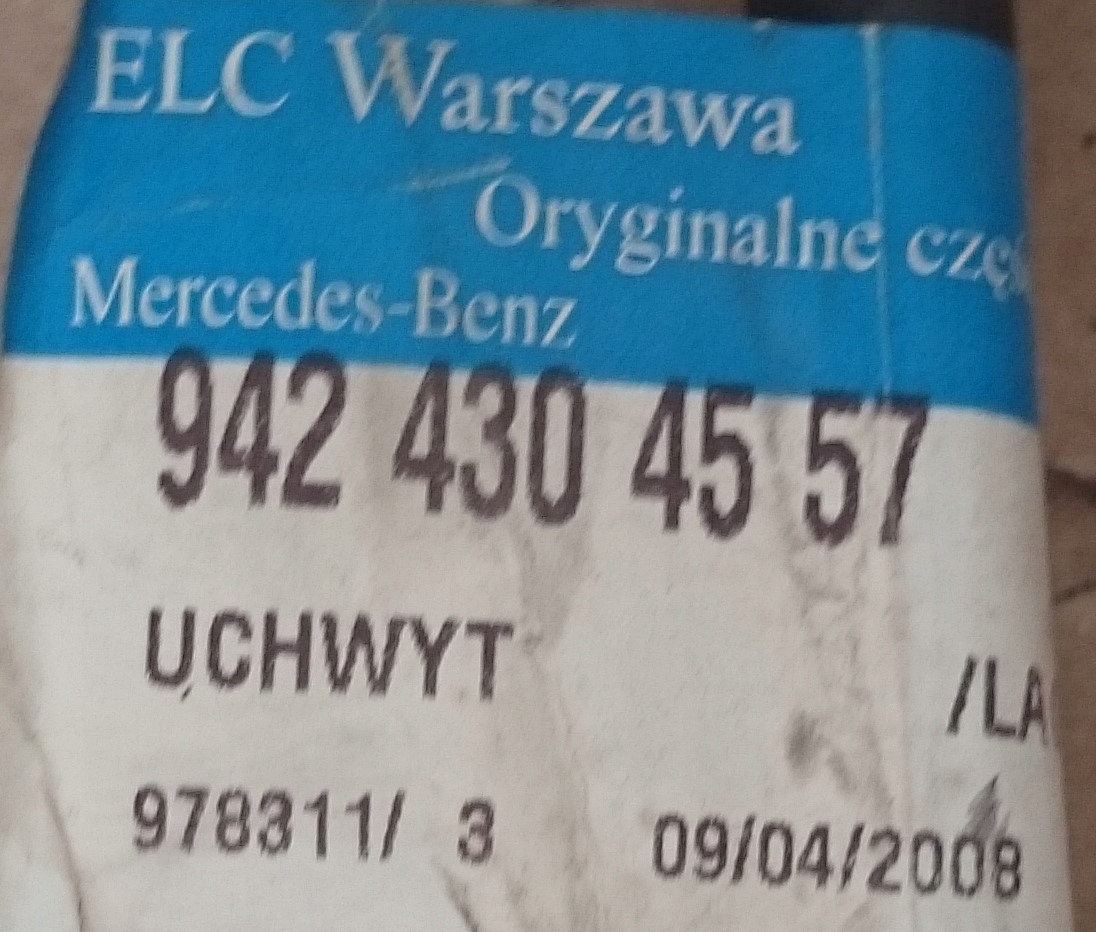 ELC Warszawa
Oryginalne
Mercedes-Benz
942 430 45 57
UCHWYT /LA
978311/ 3 09/04/2008